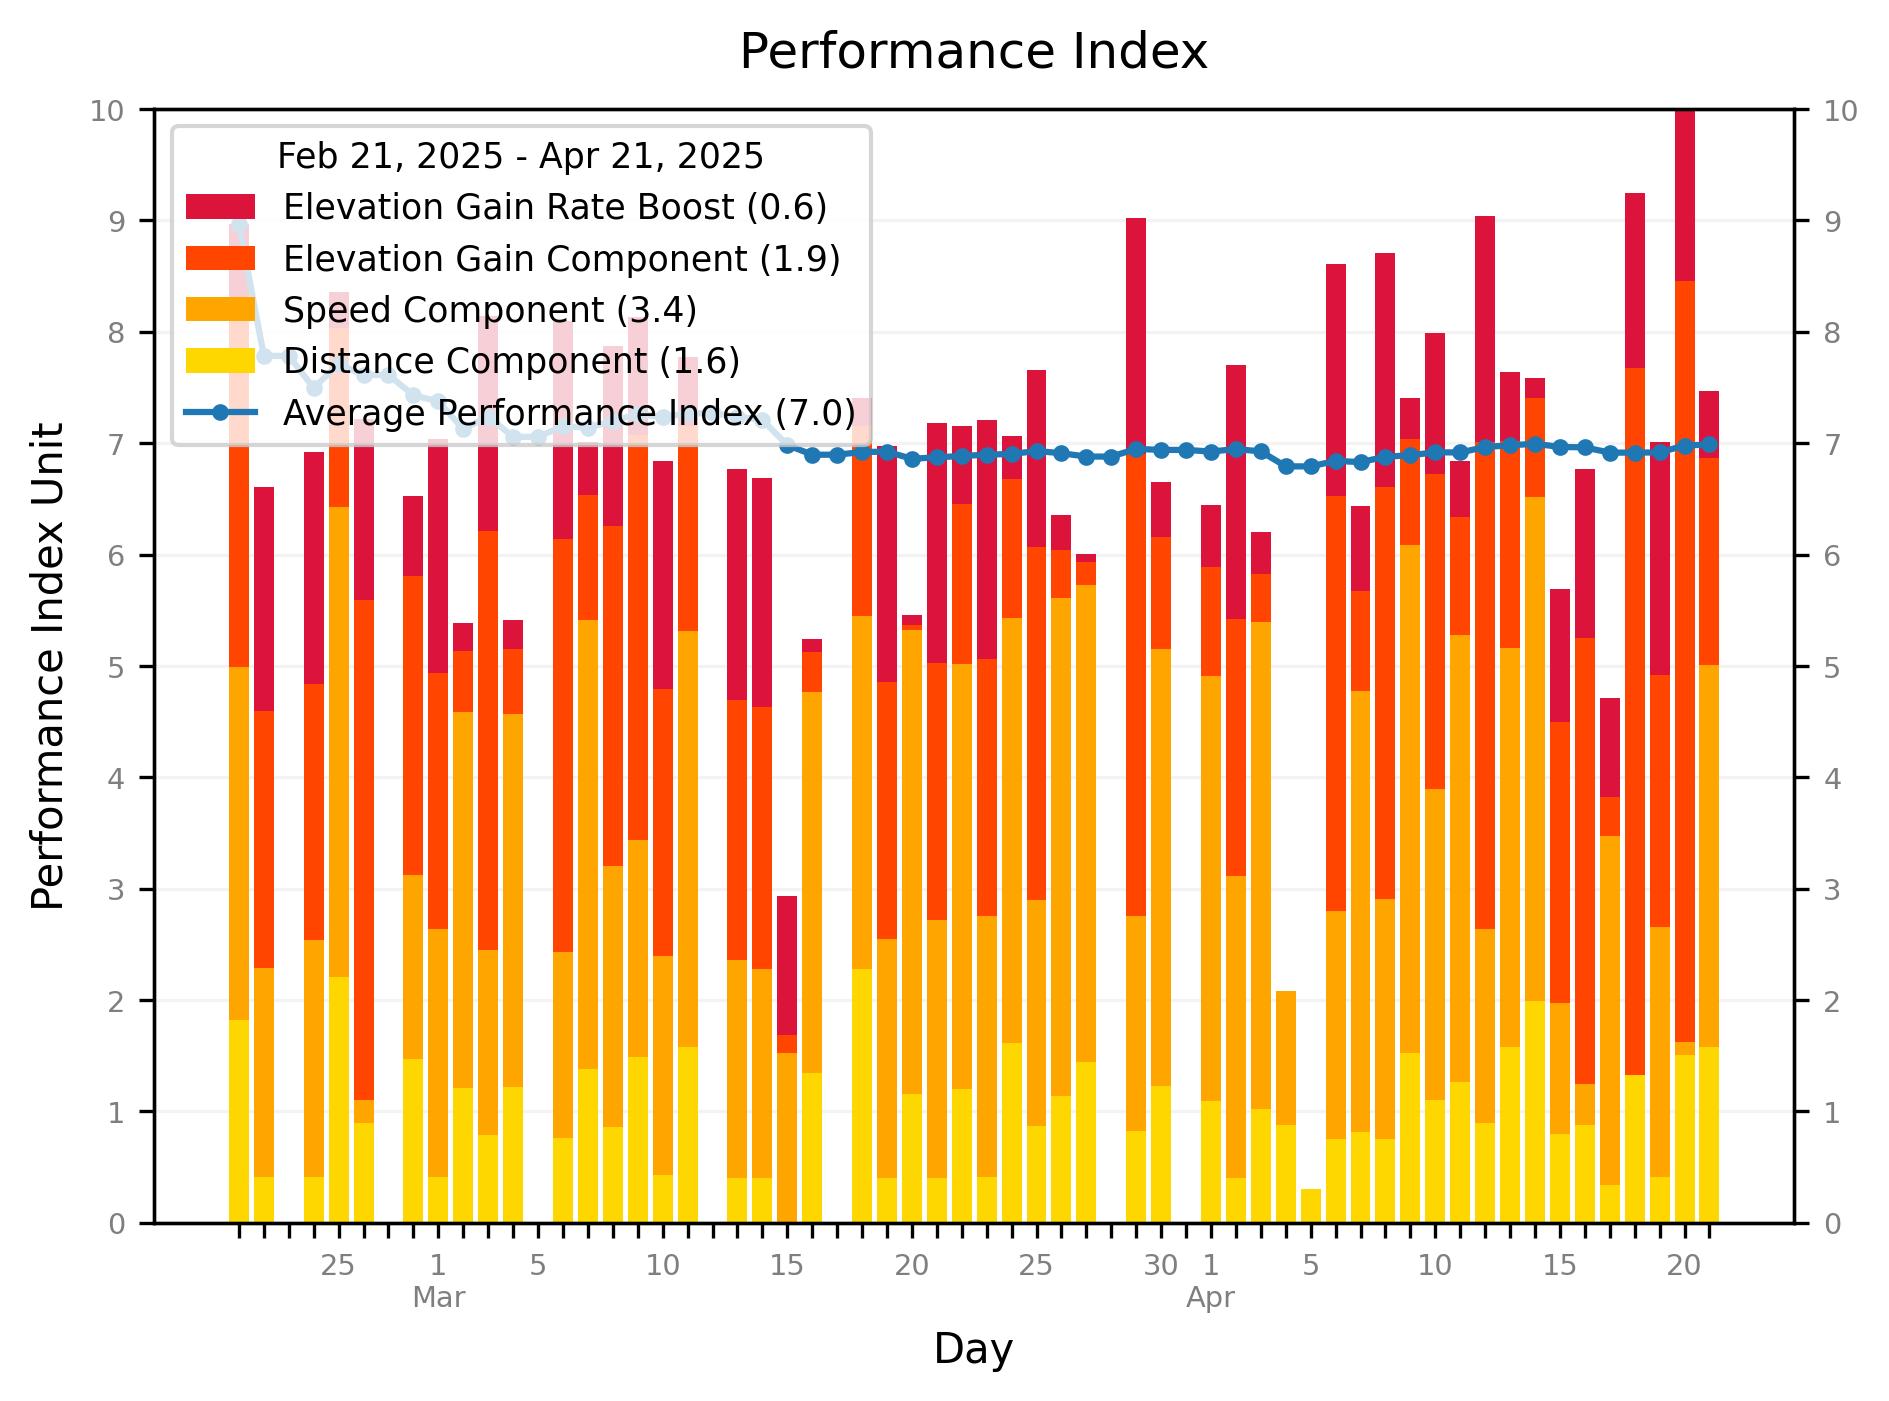 Performance Index
Feb 21, 2025 - Apr 21, 2025
Elevation Gain Rate Boost (0.6)
Elevation Gain Component (1.9)
Speed Component (3.4)
Distance Component (1.6)
Average Performance Index (7.0)
Performance Index Unit
10
9
8
7
6
5
4
3
2
1
0
10
9
8
7
6
5
4
3
2
1
0
25 1 5 10 15 20 25 30 1 5 10 15 20
Mar Apr
Day